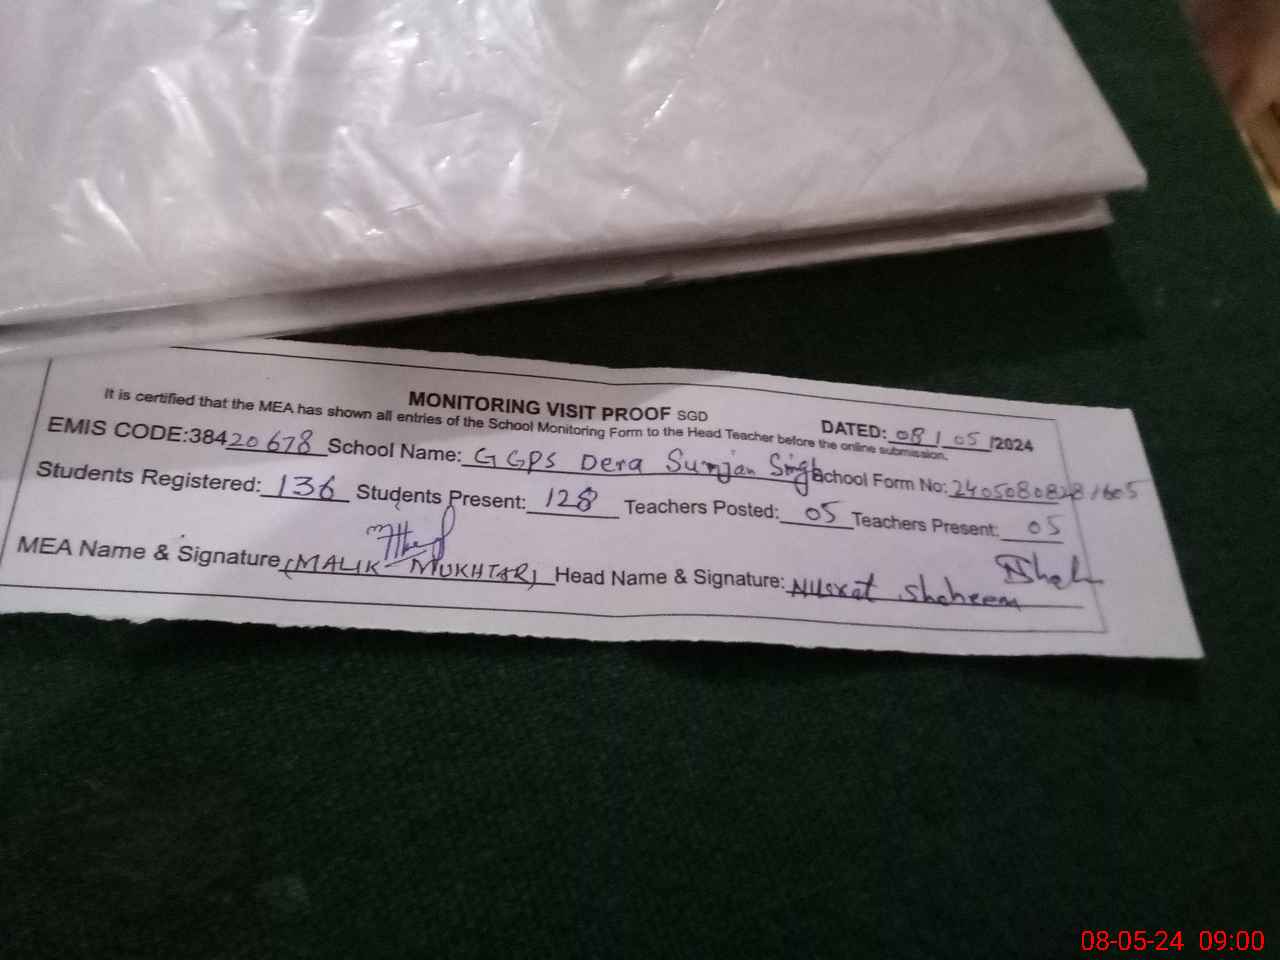 MONITORING VISIT PROOF SGD
DATED: 08/05/2024
It is certified that the MEA has shown all entries of the School Monitoring Form to the Head Teacher before the online submission.
EMIS CODE:38420678 School Name: GGPS Dera Surjan Singh School Form No: 2405080828
Students Registered: 136 Students Present: 128 Teachers Posted: 05 Teachers Present: 05
MEA Name & Signature (MALIK MUKHTAR) Head Name & Signature: Nusrat Shaheen
08-05-24 09:00